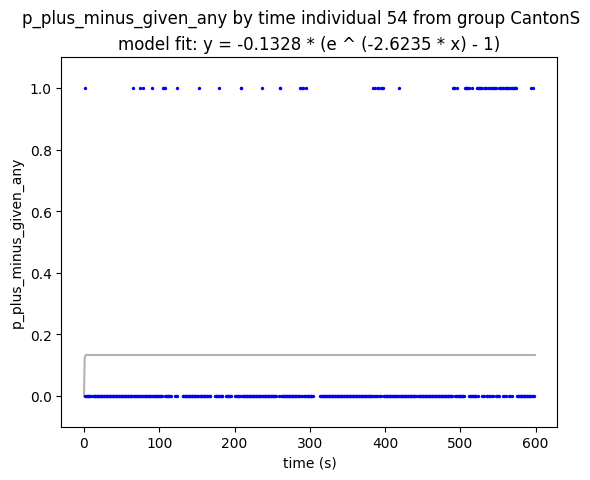 p_plus_minus_given_any by time individual 54 from group CantonS
model fit: y = -0.1328 * (e ^ (-2.6235 * x) - 1)
1.0
0.8
0.6
0.4
0.2
0.0
p_plus_minus_given_any
0 100 200 300 400 500 600
time (s)